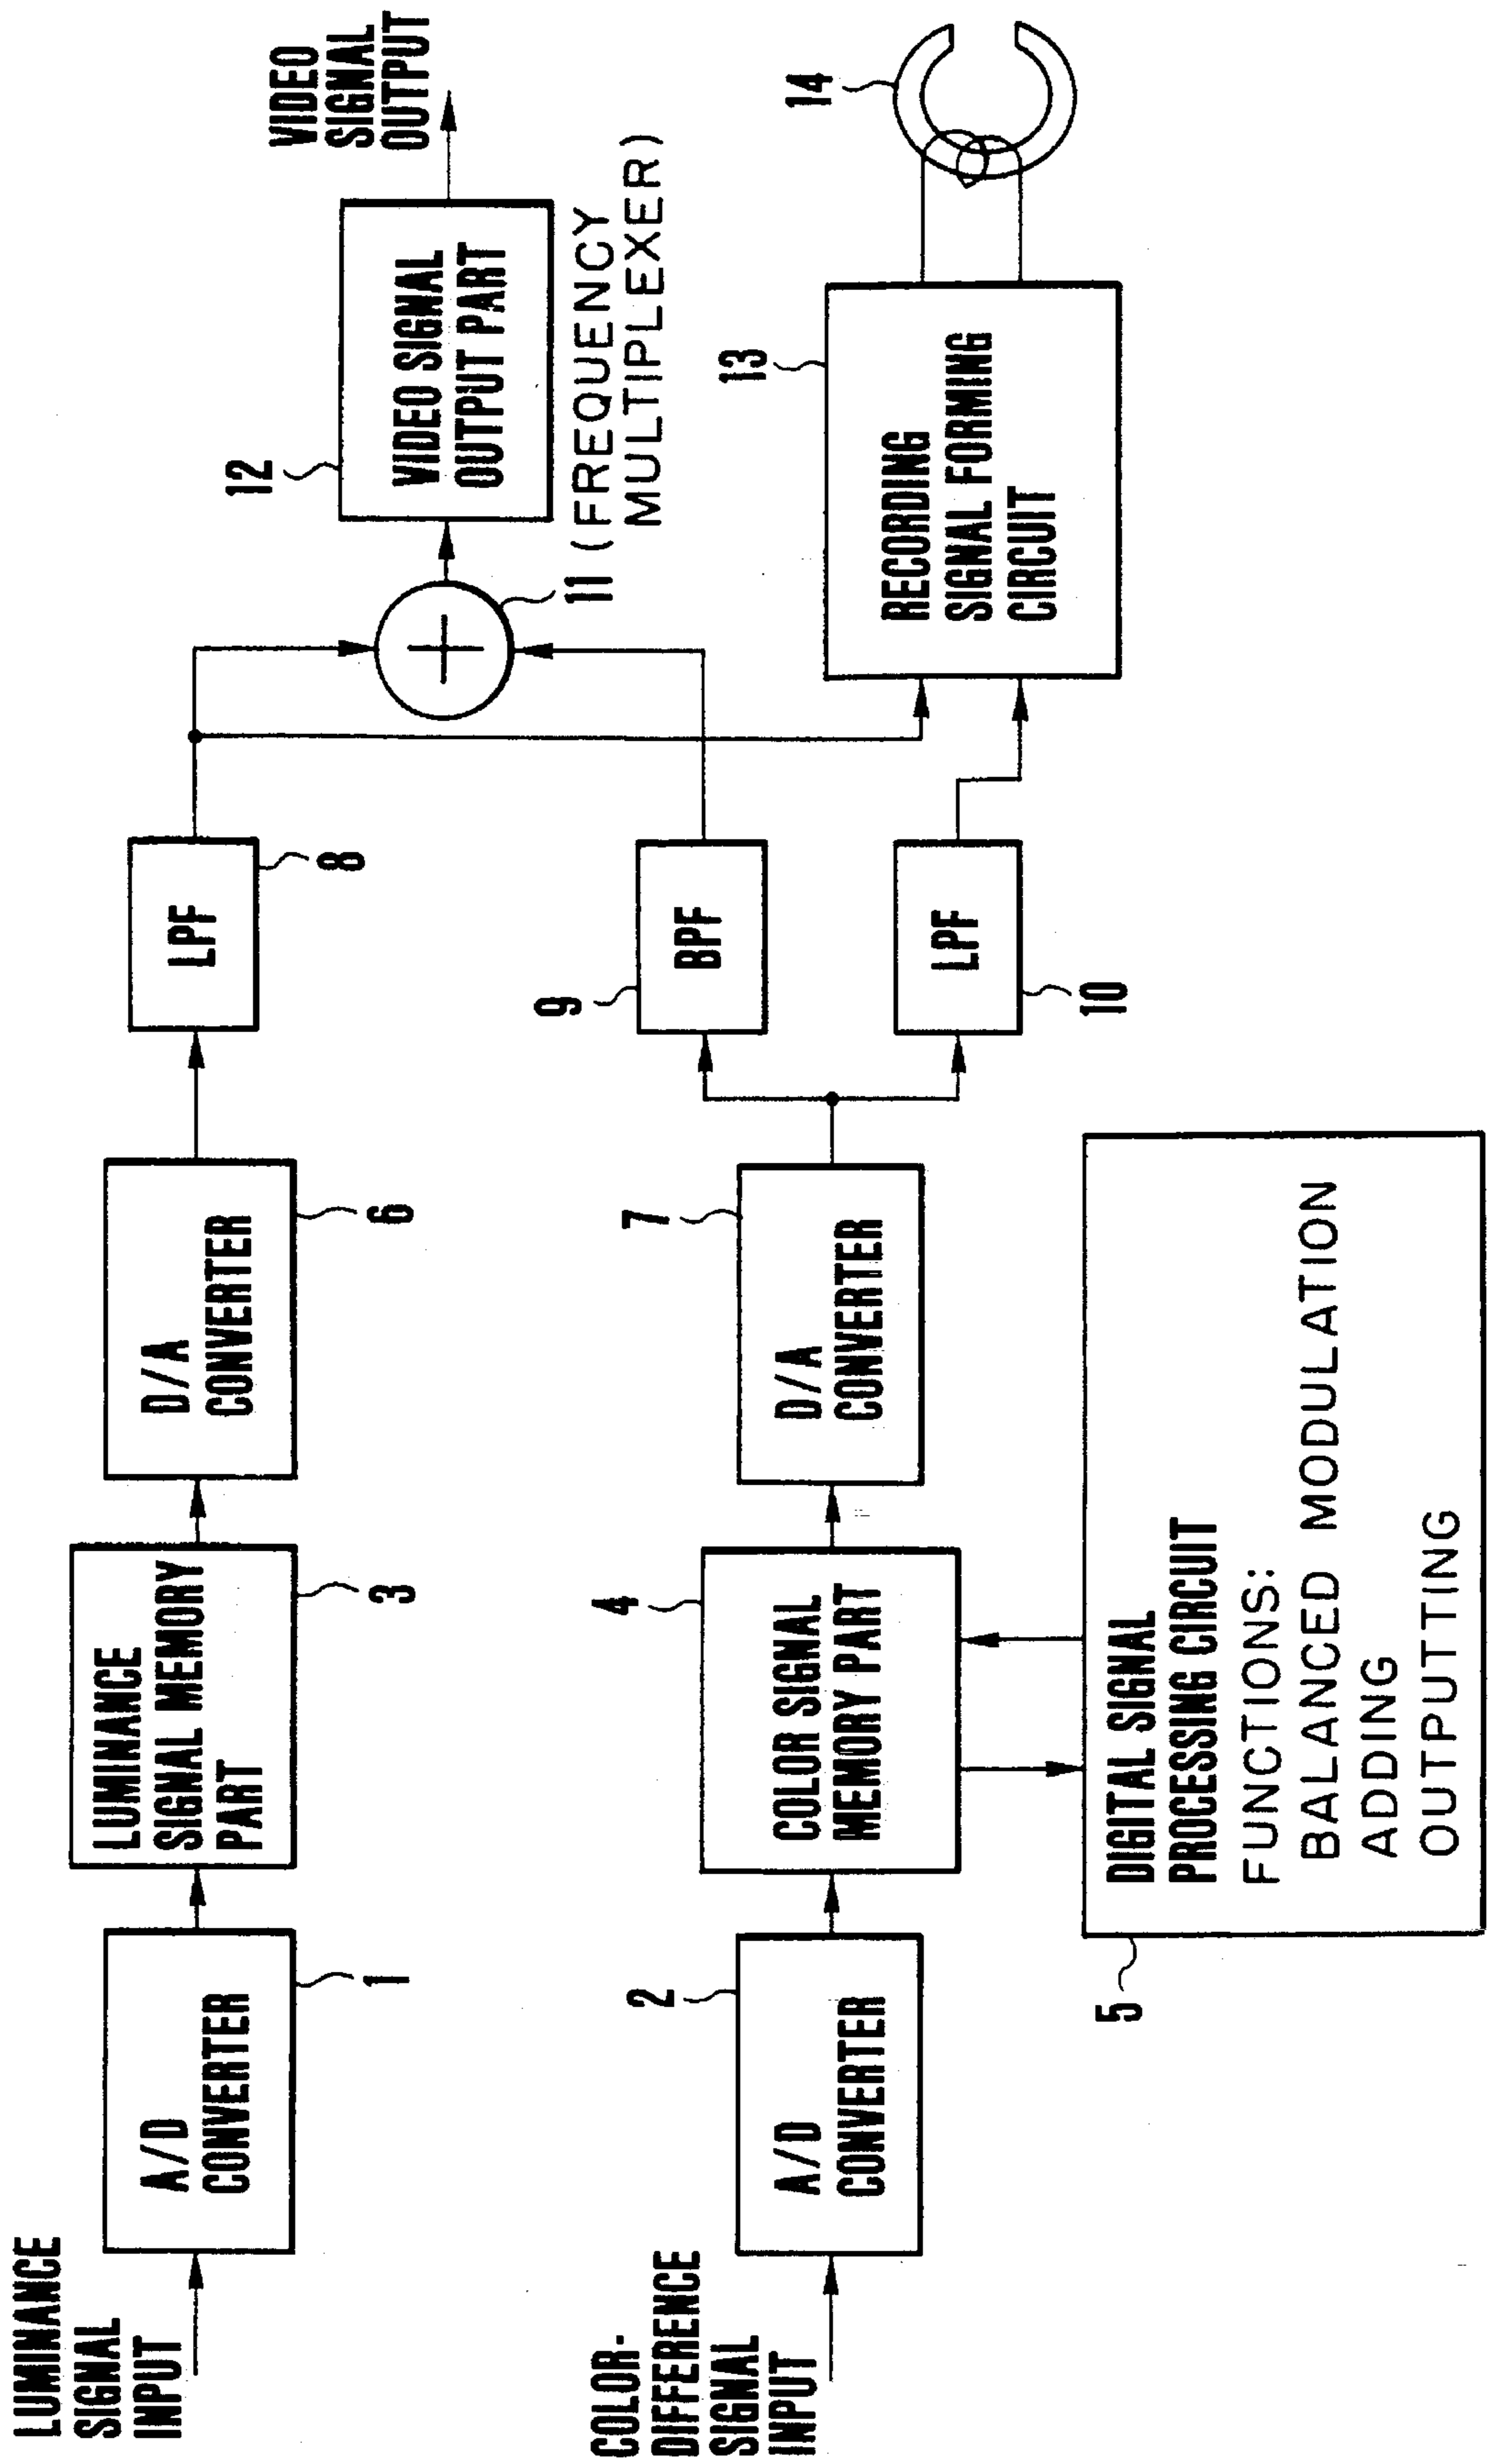 LUMINANCE
SIGNAL
INPUT
A/D
CONVERTER
1
LUMINANCE
SIGNAL MEMORY
PART
3
D/A
CONVERTER
6
LPF
8
VIDEO
SIGNAL
OUTPUT
12
VIDEO SIGNAL
OUTPUT PART
11 (FREQUENCY
MULTIPLEXER)
COLOR-
DIFFERENCE
SIGNAL
INPUT
2
A/D
CONVERTER
4
COLOR SIGNAL
MEMORY PART
7
D/A
CONVERTER
9
BPF
LPF
10
13
RECORDING
SIGNAL FORMING
CIRCUIT
14
5
DIGITAL SIGNAL
PROCESSING CIRCUIT
FUNCTIONS:
BALANCED MODULATION
ADDING
OUTPUTTING